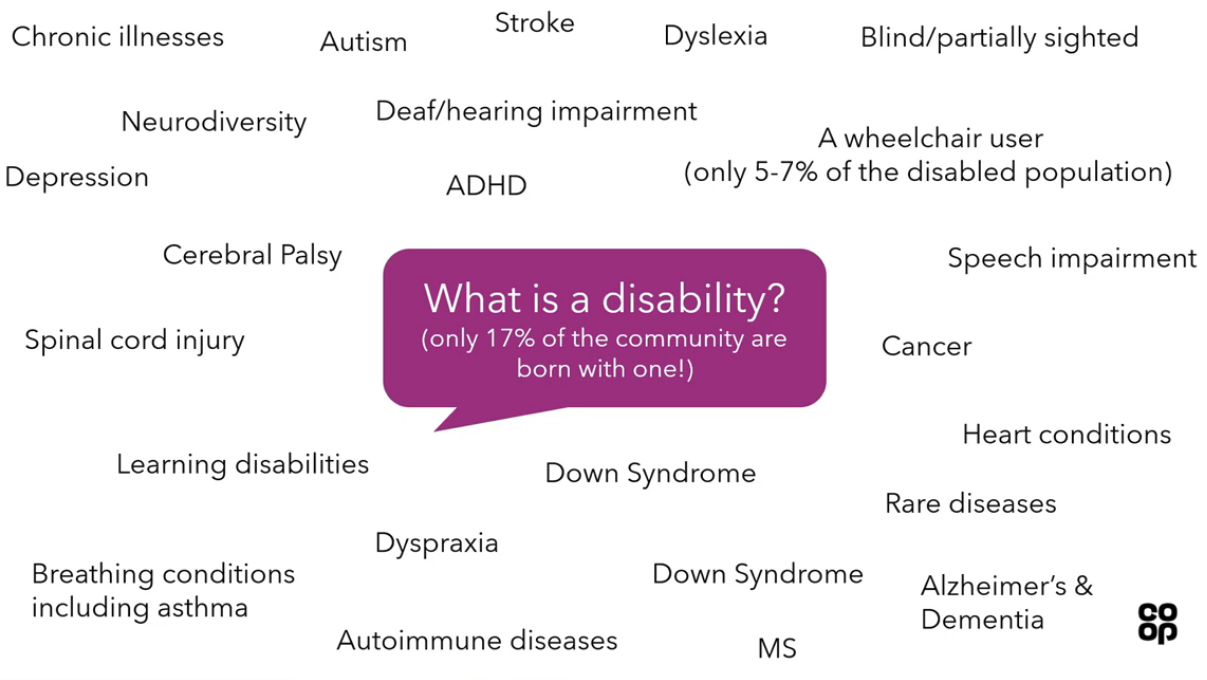 Chronic illnesses
Autism
Stroke
Dyslexia
Blind/partially sighted
Neurodiversity
Deaf/hearing impairment
A wheelchair user
(only 5-7% of the disabled population)
Depression
ADHD
Cerebral Palsy
Speech impairment
What is a disability?
(only 17% of the community are
born with one!)
Spinal cord injury
Cancer
Heart conditions
Learning disabilities
Down Syndrome
Rare diseases
Dyspraxia
Breathing conditions
including asthma
Down Syndrome
Alzheimer’s &
Dementia
Autoimmune diseases
MS
co
op